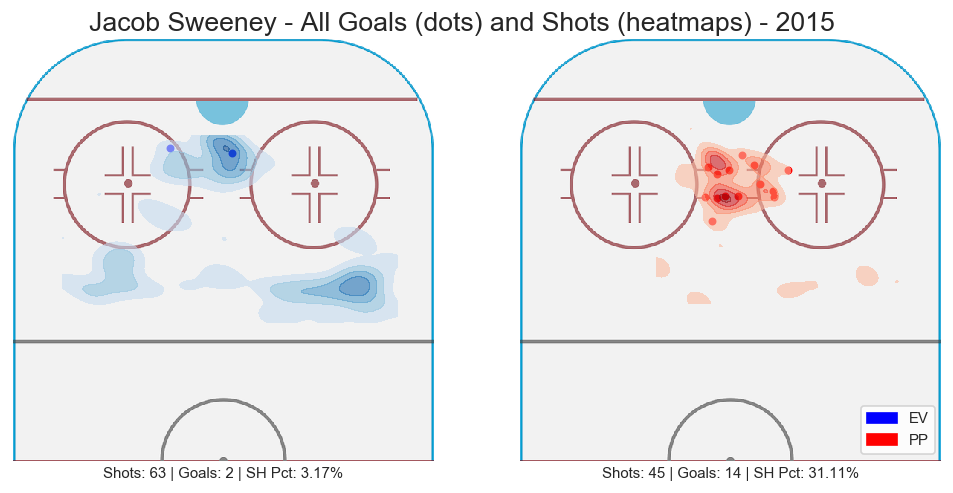 Jacob Sweeney - All Goals (dots) and Shots (heatmaps) - 2015
EV
PP
Shots: 63 | Goals: 2 | SH Pct: 3.17%
Shots: 45 | Goals: 14 | SH Pct: 31.11%